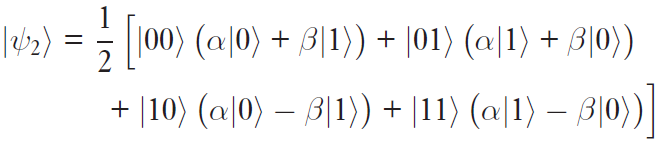 |ψ₂⟩ = 1/2 [|00⟩ (α|0⟩ + β|1⟩) + |01⟩ (α|1⟩ + β|0⟩)
+ |10⟩ (α|0⟩ − β|1⟩) + |11⟩ (α|1⟩ − β|0⟩)]